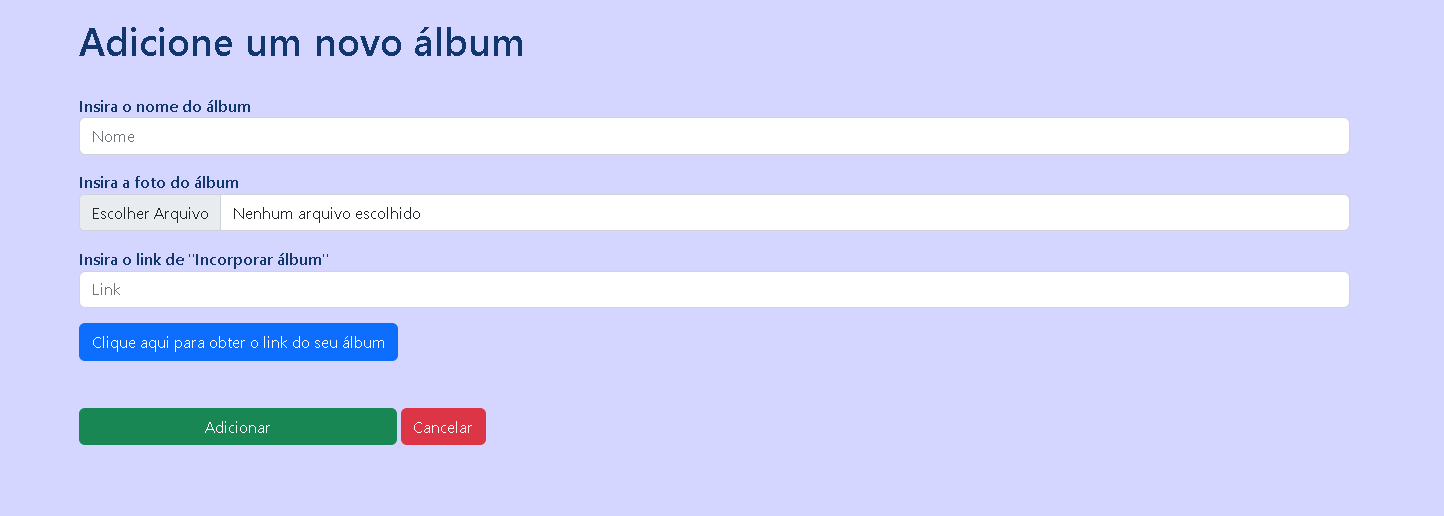 Adicione um novo álbum
Insira o nome do álbum
Nome
Insira a foto do álbum
Escolher Arquivo Nenhum arquivo escolhido
Insira o link de "Incorporar álbum"
Link
Clique aqui para obter o link do seu álbum
Adicionar Cancelar